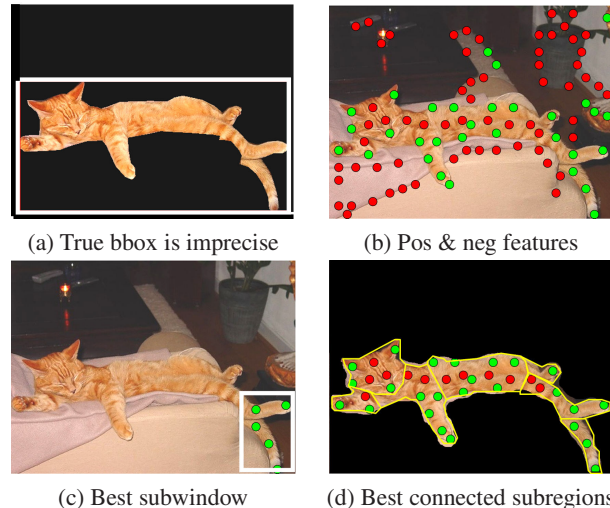 (a) True bbox is imprecise
(b) Pos & neg features
(c) Best subwindow
(d) Best connected subregions